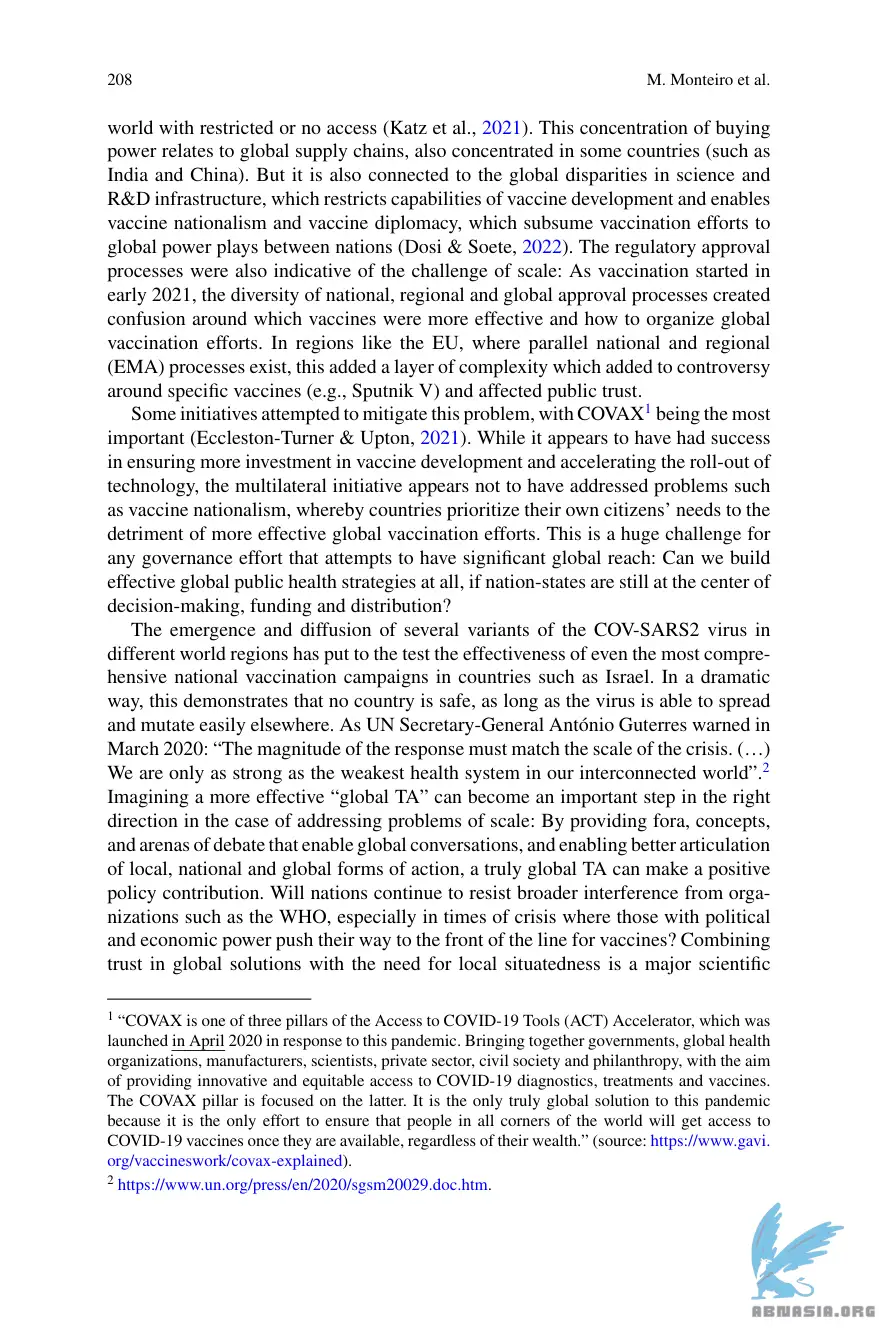 208
M. Monteiro et al.
world with restricted or no access (Katz et al., 2021). This concentration of buying
power relates to global supply chains, also concentrated in some countries (such as
India and China). But it is also connected to the global disparities in science and
R&D infrastructure, which restricts capabilities of vaccine development and enables
vaccine nationalism and vaccine diplomacy, which subsume vaccination efforts to
global power plays between nations (Dosi & Soete, 2022). The regulatory approval
processes were also indicative of the challenge of scale: As vaccination started in
early 2021, the diversity of national, regional and global approval processes created
confusion around which vaccines were more effective and how to organize global
vaccination efforts. In regions like the EU, where parallel national and regional
(EMA) processes exist, this added a layer of complexity which added to controversy
around specific vaccines (e.g., Sputnik V) and affected public trust.
Some initiatives attempted to mitigate this problem, with COVAX1 being the most
important (Eccleston-Turner & Upton, 2021). While it appears to have had success
in ensuring more investment in vaccine development and accelerating the roll-out of
technology, the multilateral initiative appears not to have addressed problems such
as vaccine nationalism, whereby countries prioritize their own citizens’ needs to the
detriment of more effective global vaccination efforts. This is a huge challenge for
any governance effort that attempts to have significant global reach: Can we build
effective global public health strategies at all, if nation-states are still at the center of
decision-making, funding and distribution?
The emergence and diffusion of several variants of the COV-SARS2 virus in
different world regions has put to the test the effectiveness of even the most compre-
hensive national vaccination campaigns in countries such as Israel. In a dramatic
way, this demonstrates that no country is safe, as long as the virus is able to spread
and mutate easily elsewhere. As UN Secretary-General António Guterres warned in
March 2020: “The magnitude of the response must match the scale of the crisis. (…)
We are only as strong as the weakest health system in our interconnected world”.2
Imagining a more effective “global TA” can become an important step in the right
direction in the case of addressing problems of scale: By providing fora, concepts,
and arenas of debate that enable global conversations, and enabling better articulation
of local, national and global forms of action, a truly global TA can make a positive
policy contribution. Will nations continue to resist broader interference from orga-
nizations such as the WHO, especially in times of crisis where those with political
and economic power push their way to the front of the line for vaccines? Combining
trust in global solutions with the need for local situatedness is a major scientific
1 “COVAX is one of three pillars of the Access to COVID-19 Tools (ACT) Accelerator, which was
launched in April 2020 in response to this pandemic. Bringing together governments, global health
organizations, manufacturers, scientists, private sector, civil society and philanthropy, with the aim
of providing innovative and equitable access to COVID-19 diagnostics, treatments and vaccines.
The COVAX pillar is focused on the latter. It is the only truly global solution to this pandemic
because it is the only effort to ensure that people in all corners of the world will get access to
COVID-19 vaccines once they are available, regardless of their wealth.” (source: https://www.gavi.
org/vaccineswork/covax-explained).
2 https://www.un.org/press/en/2020/sgsm20029.doc.htm.
ABNASIA.ORG